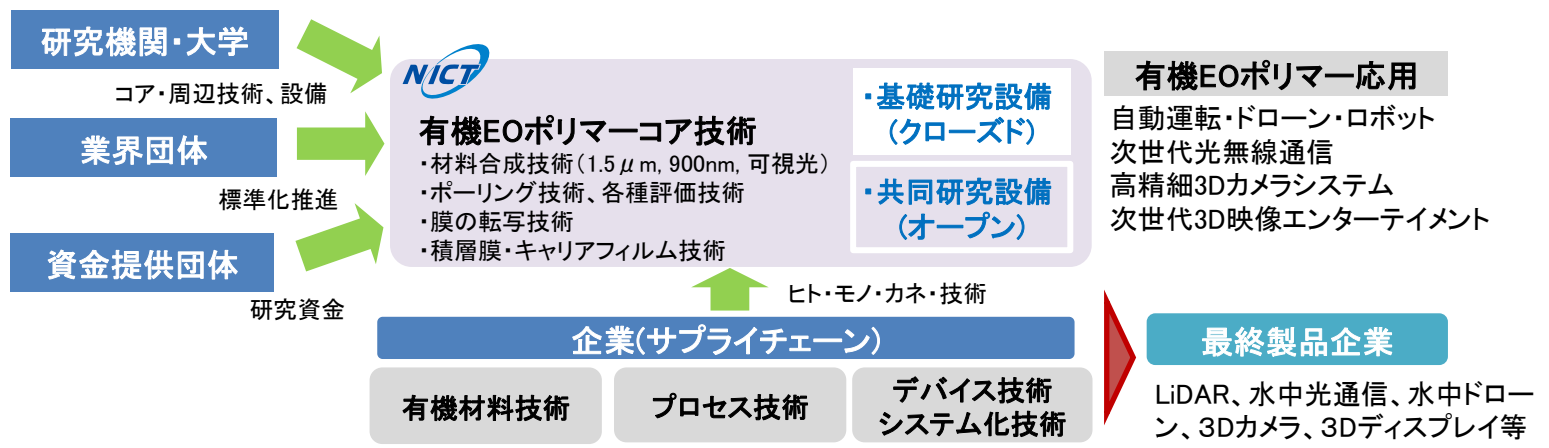 研究機関・大学
コア・周辺技術、設備
業界団体
標準化推進
資金提供団体
研究資金
NICT
有機EOポリマーコア技術
・材料合成技術（1.5μm, 900nm, 可視光）
・ポーリング技術、各種評価技術
・膜の転写技術
・積層膜・キャリアフィルム技術
・基礎研究設備
（クローズド）
・共同研究設備
（オープン）
ヒト・モノ・カネ・技術
企業(サプライチェーン)
有機材料技術
プロセス技術
デバイス技術
システム化技術
有機EOポリマー応用
自動運転・ドローン・ロボット
次世代光無線通信
高精細3Dカメラシステム
次世代3D映像エンターテイメント
最終製品企業
LiDAR、水中光通信、水中ドロー
ン、3Dカメラ、3Dディスプレイ等